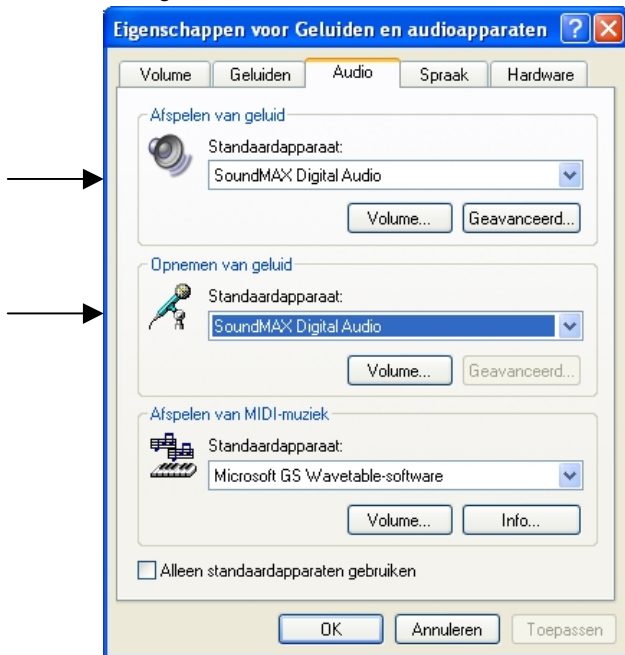 Eigenschappen voor Geluiden en audioapparaten
Volume Geluiden Audio Spraak Hardware
Afspelen van geluid
Standaardapparaat:
SoundMAX Digital Audio
Volume... Geavanceerd...
Opnemen van geluid
Standaardapparaat:
SoundMAX Digital Audio
Volume... Geavanceerd...
Afspelen van MIDI-muziek
Standaardapparaat:
Microsoft GS Wavetable-software
Volume... Info...
Alleen standaardapparaten gebruiken
OK Annuleren Toepassen